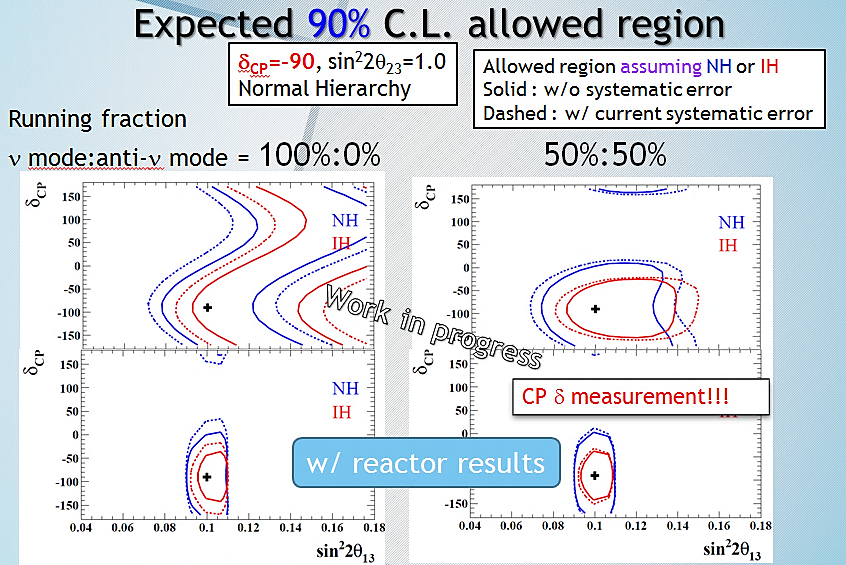 Expected 90% C.L. allowed region
δCP=-90, sin²2θ23=1.0
Normal Hierarchy
Allowed region assuming NH or IH
Solid : w/o systematic error
Dashed : w/ current systematic error
Running fraction
ν mode:anti-ν mode = 100%:0%
50%:50%
δCP
150
100
50
0
-50
-100
-150
NH
IH
δCP
150
100
50
0
-50
-100
-150
NH
IH
Work in progress
δCP
150
100
50
0
-50
-100
-150
NH
IH
0.04 0.06 0.08 0.1 0.12 0.14 0.16 0.18
sin²2θ13
δCP
150
100
0
-150
CP δ measurement!!!
w/ reactor results
0.04 0.06 0.08 0.1 0.12 0.14 0.16 0.18
sin²2θ13